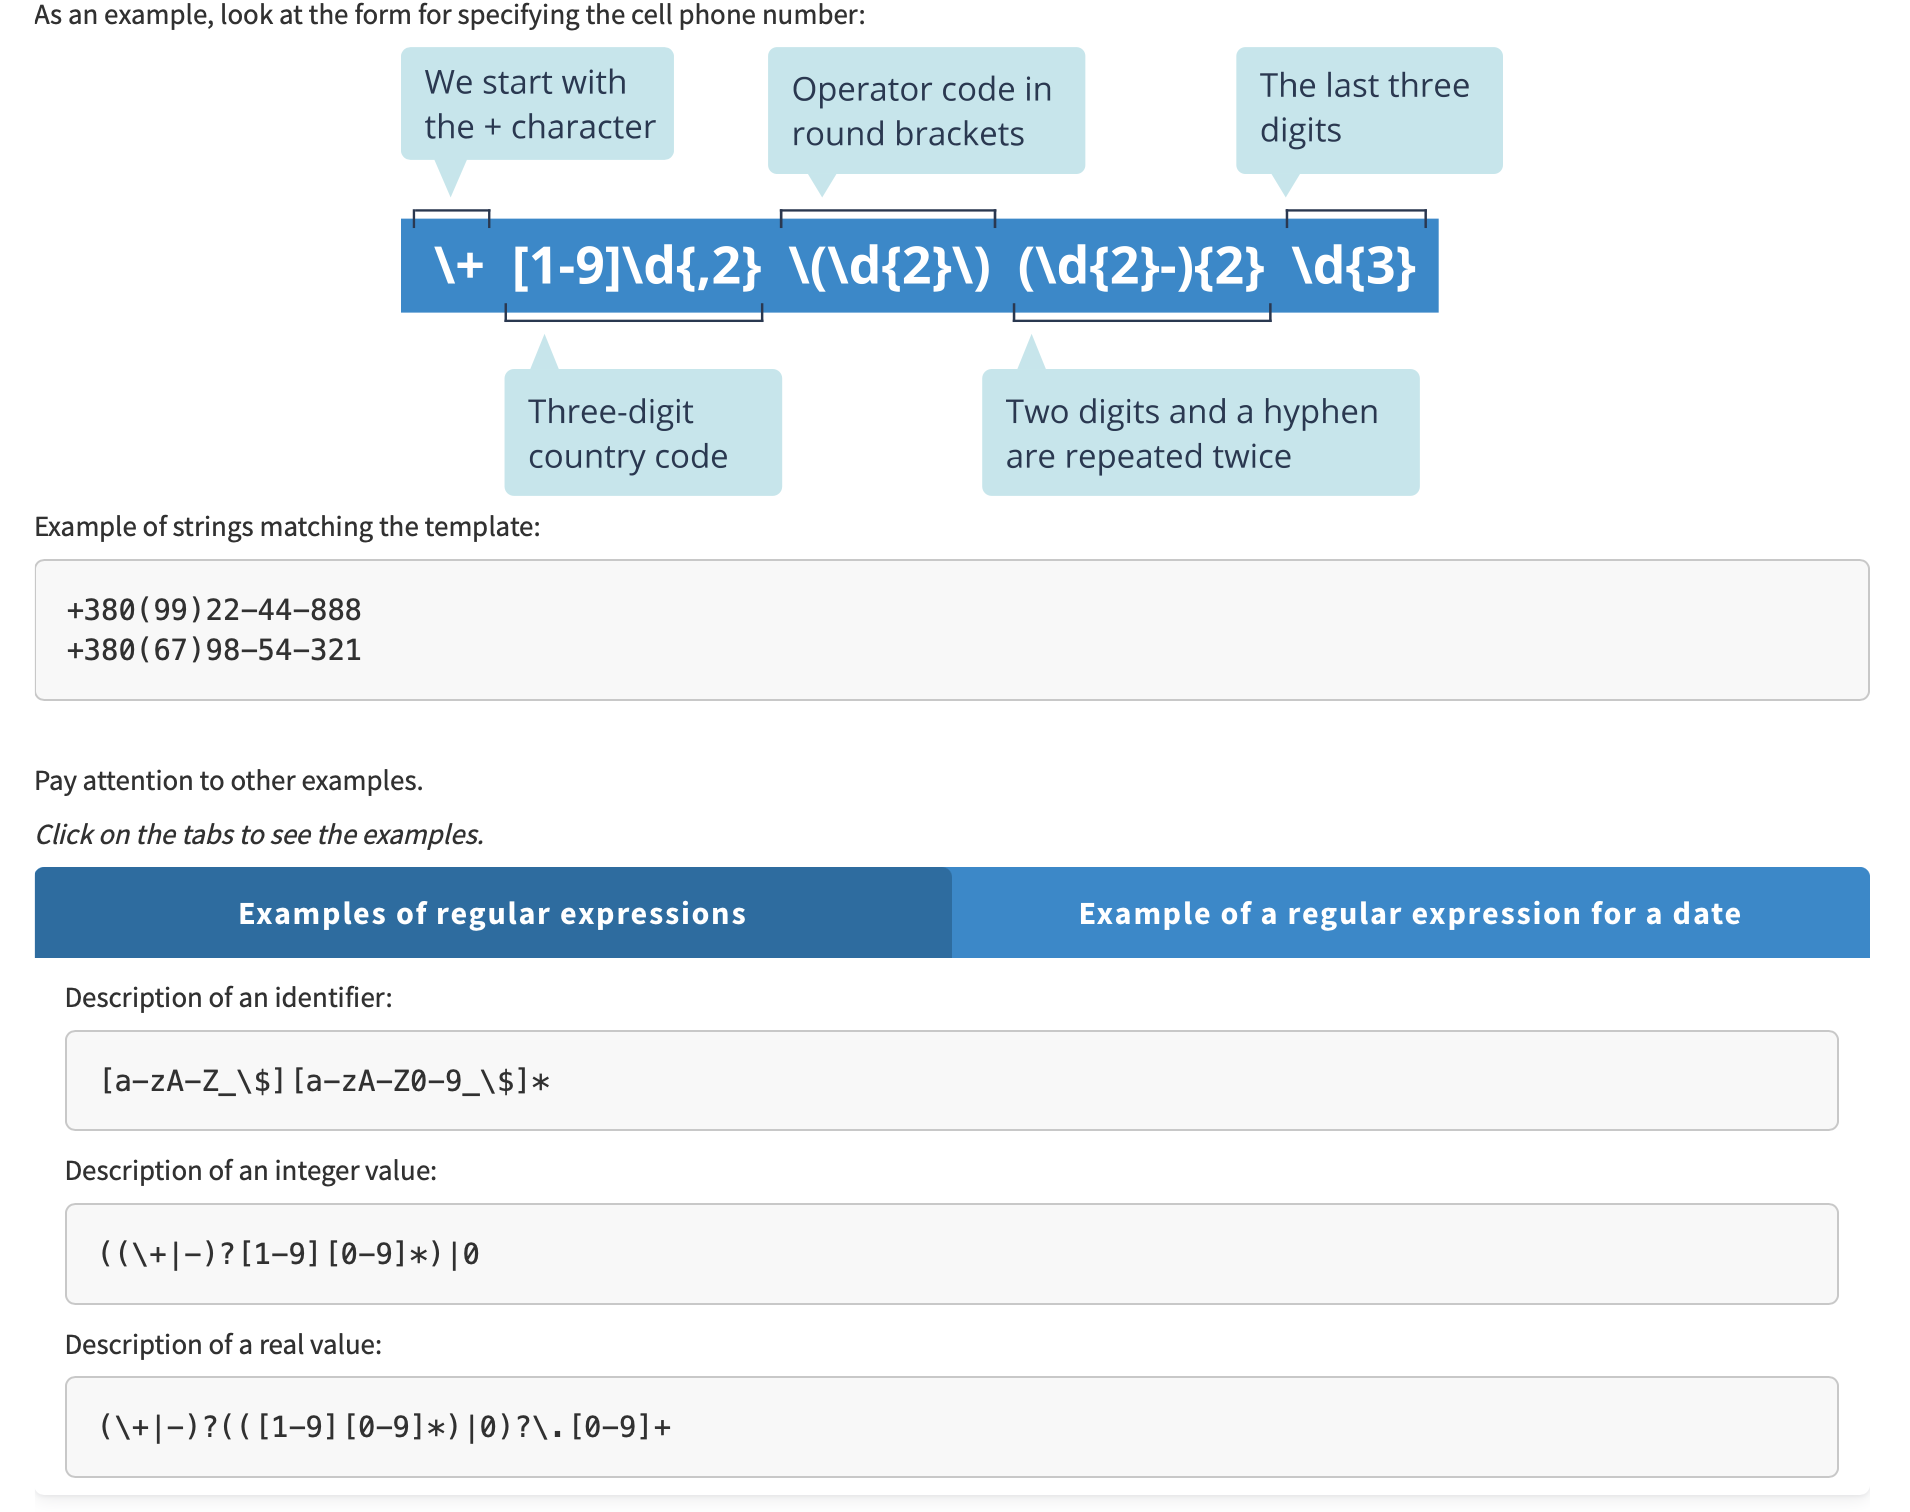 As an example, look at the form for specifying the cell phone number:
We start with
the + character
Operator code in
round brackets
The last three
digits
\+ [1-9]\d{,2} \(\d{2}\) (\d{2}-){2} \d{3}
Three-digit
country code
Two digits and a hyphen
are repeated twice
Example of strings matching the template:
+380(99)22-44-888
+380(67)98-54-321
Pay attention to other examples.
Click on the tabs to see the examples.
Examples of regular expressions
Example of a regular expression for a date
Description of an identifier:
[a-zA-Z_\$][a-zA-Z0-9_\$]*
Description of an integer value:
((\+|-)?[1-9][0-9]*)|0
Description of a real value:
(\+|-)?(([1-9][0-9]*)|0)?\.[0-9]+